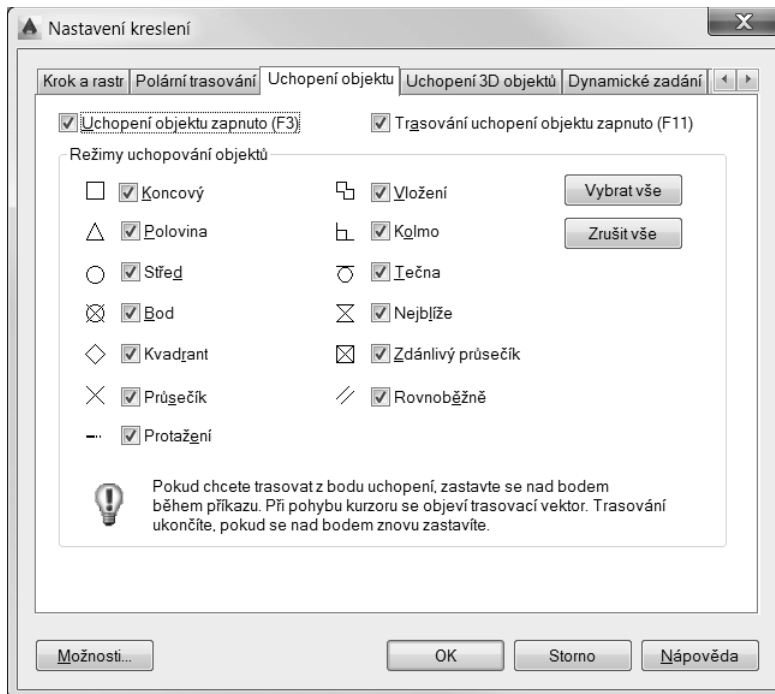 Nastavení kreslení
X
Krok a rastr
Polární trasování
Uchopení objektu
Uchopení 3D objektů
Dynamické zadání
Uchopení objektu zapnuto (F3)
Trasování uchopení objektu zapnuto (F11)
Režimy uchopování objektů
Koncový
Vložení
Vybrat vše
Polovina
Kolmo
Zrušit vše
Střed
Tečna
Bod
Nejblíže
Kvadrant
Zdánlivý průsečík
Průsečík
Rovnoběžně
Protažení
Pokud chcete trasovat z bodu uchopení, zastavte se nad bodem
během příkazu. Při pohybu kurzoru se objeví trasovací vektor. Trasování
ukončíte, pokud se nad bodem znovu zastavíte.
Možnosti...
OK
Storno
Nápověda